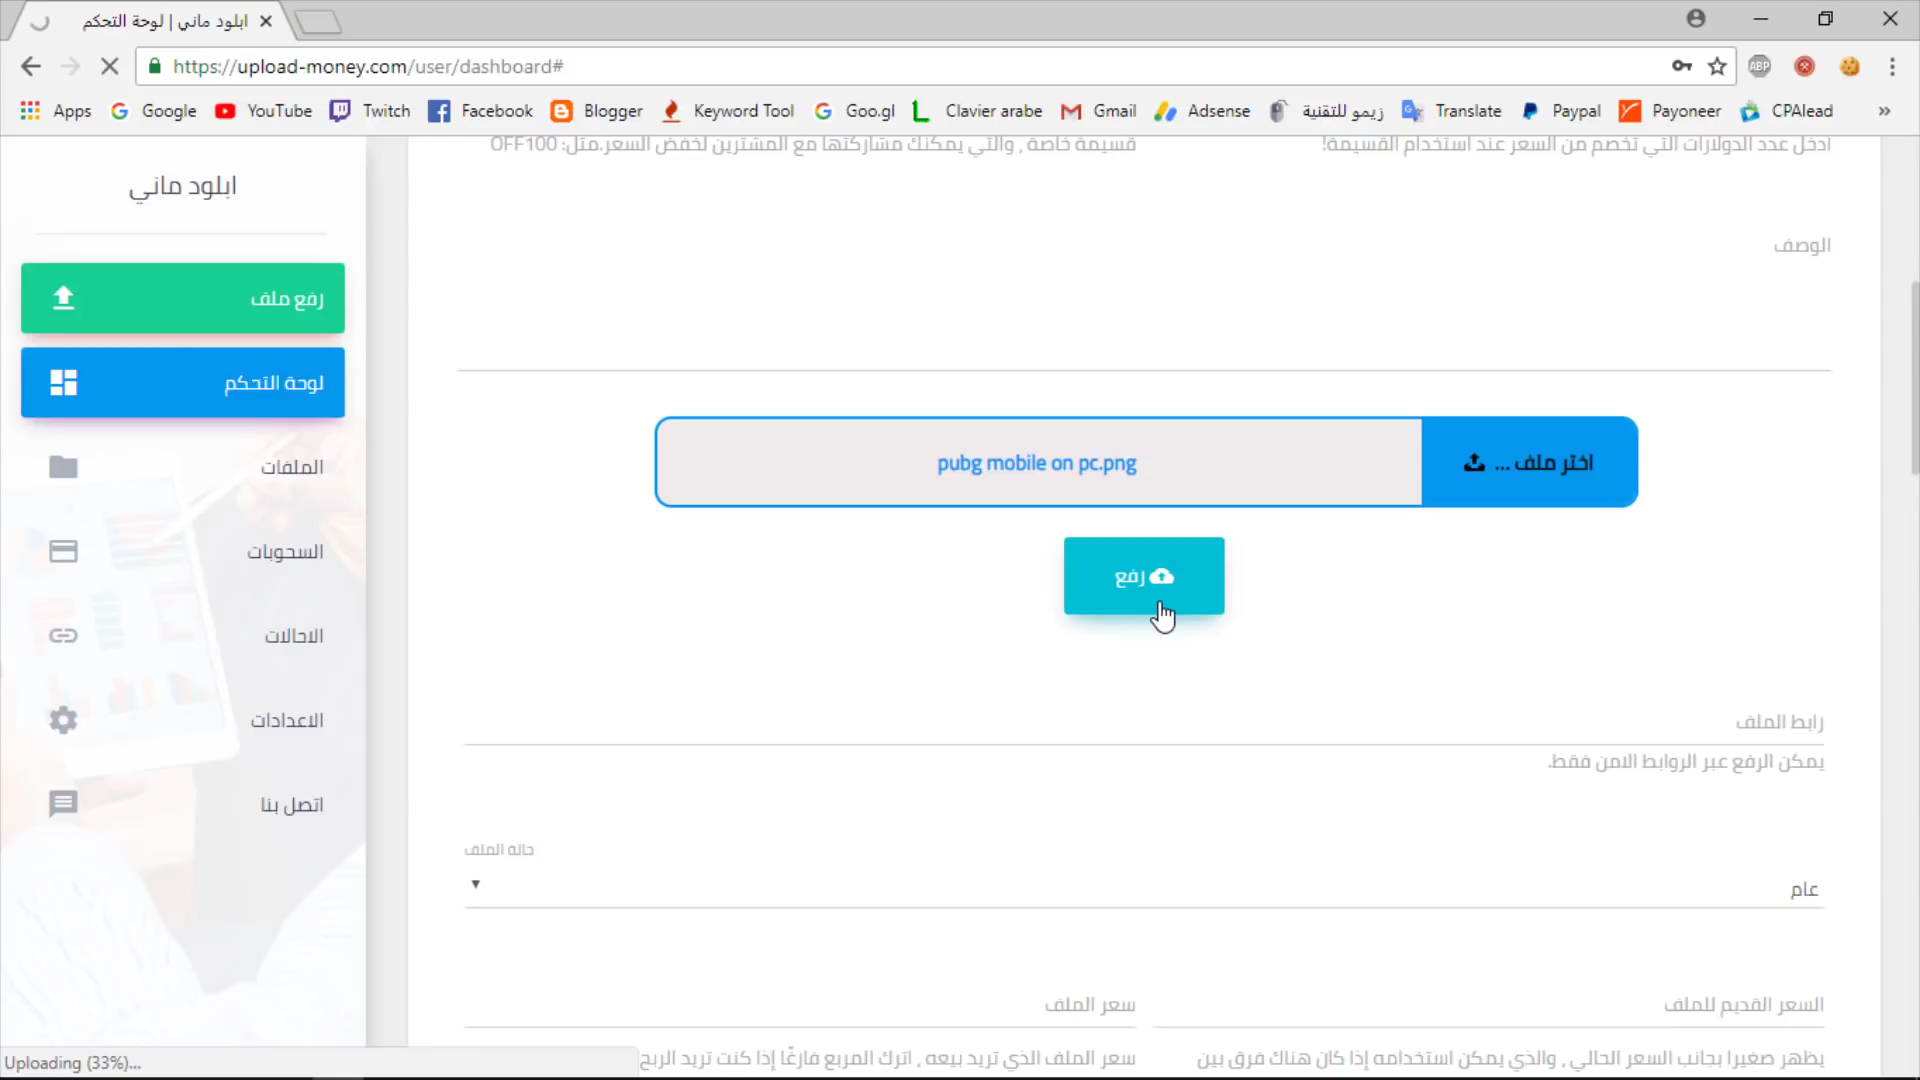 ابلود ماني | لوحة التحكم
https://upload-money.com/user/dashboard#
ABP
Apps Google YouTube Twitch Facebook Blogger Keyword Tool Goo.gl Clavier arabe Gmail Adsense زيمو للتقنية Translate Paypal Payoneer CPAlead »
ادخل عدد الدولارات التي تخصم من السعر عند استخدام القسيمة!
قسيمة خاصة , والتي يمكنك مشاركتها مع المشترين لخفض السعر.مثل: OFF100
ابلود ماني
رفع ملف
لوحة التحكم
الملفات
السحوبات
الاحالات
الاعدادات
اتصل بنا
الوصف
اختر ملف ...
pubg mobile on pc.png
رفع
رابط الملف
يمكن الرفع عبر الروابط الامن فقط.
حالة الملف
عام
السعر القديم للملف
يظهر صغيرا بجانب السعر الحالي , والذي يمكن استخدامه إذا كان هناك فرق بين
سعر الملف
سعر الملف الذي تريد بيعه , اترك المربع فارغًا إذا كنت تريد الربح
Uploading (33%)...